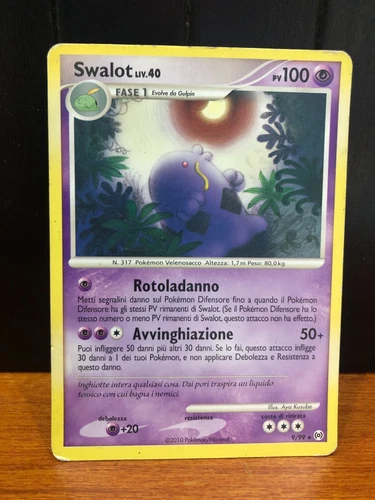 Swalot LIV.40
PV 100
FASE 1 Evolve da Gulpin
N. 317 Pokémon Velenosacco Altezza: 1,7 m Peso: 80,0 kg
Rotoladanno
Metti segnalini danno sul Pokémon Difensore fino a quando il Pokémon
Difensore ha gli stessi PV rimanenti di Swalot. (Se il Pokémon Difensore ha lo
stesso numero o meno PV rimanenti di Swalot, questo attacco non ha effetto.)
Avvinghiazione 50+
Puoi infliggere 50 danni più altri 30 danni. Se lo fai, questo attacco infligge
30 danni a 1 dei tuoi Pokémon, e non applicare Debolezza e Resistenza a
questo danno.
Inghiotte intera qualsiasi cosa. Dai pori traspira un liquido
tossico con cui bagna i nemici.
Illus. Aya Kusube
debolezza
resistenza
costo di ritirata
+20
©2010 Pokémon/Nintendo
9/99